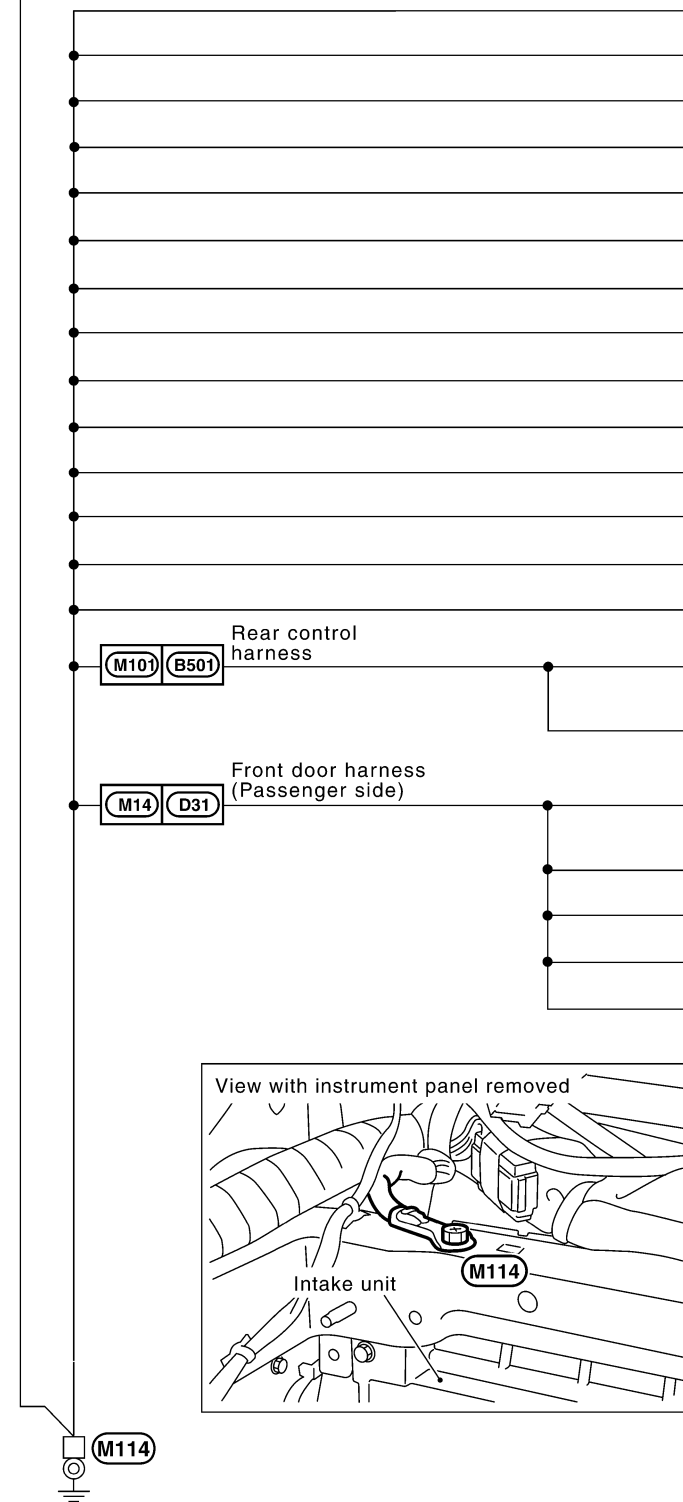 Rear control
harness
M101 B501
Front door harness
(Passenger side)
M14 D31
View with instrument panel removed
M114
Intake unit
M114